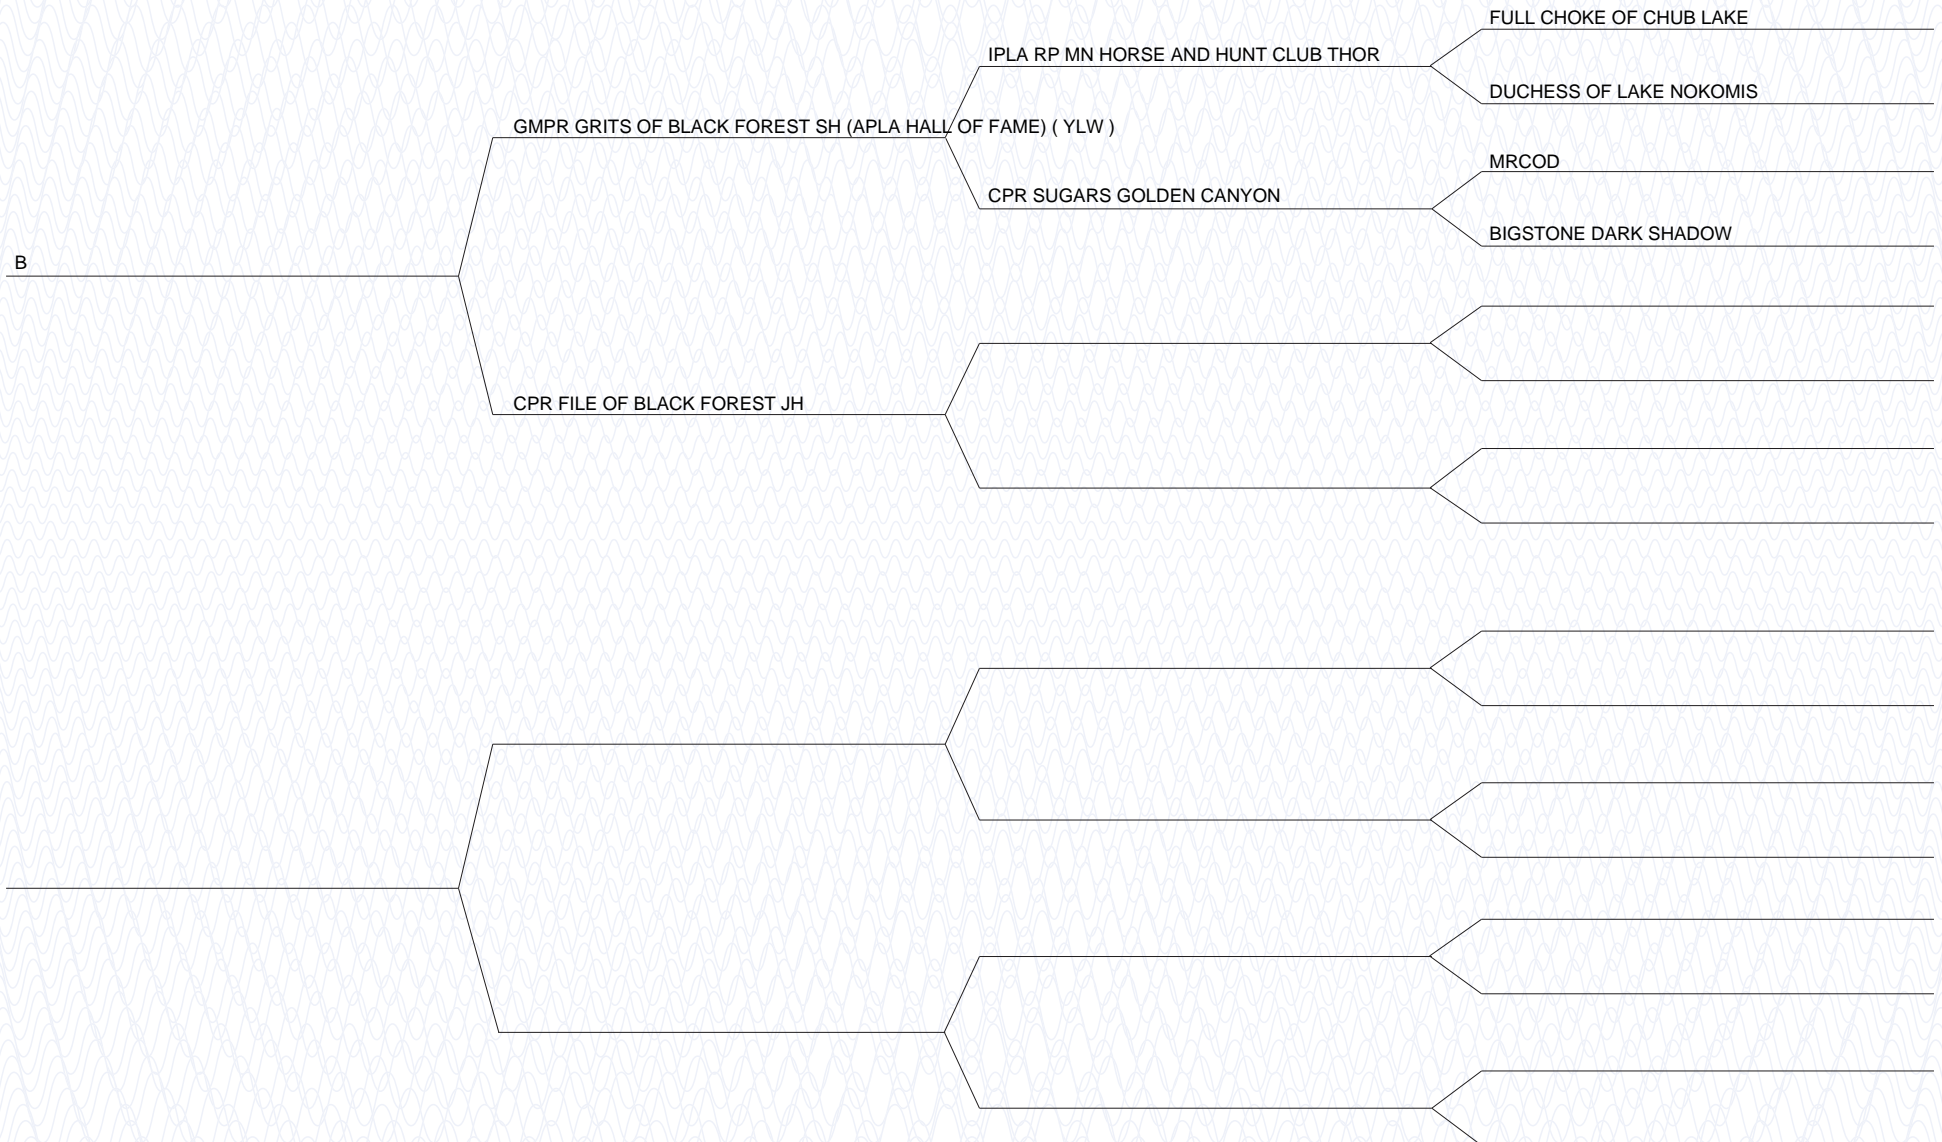 FULL CHOKE OF CHUB LAKE
IPLA RP MN HORSE AND HUNT CLUB THOR
DUCHESS OF LAKE NOKOMIS
GMPR GRITS OF BLACK FOREST SH (APLA HALL OF FAME) ( YLW )
MRCOD
CPR SUGARS GOLDEN CANYON
BIGSTONE DARK SHADOW
B
CPR FILE OF BLACK FOREST JH